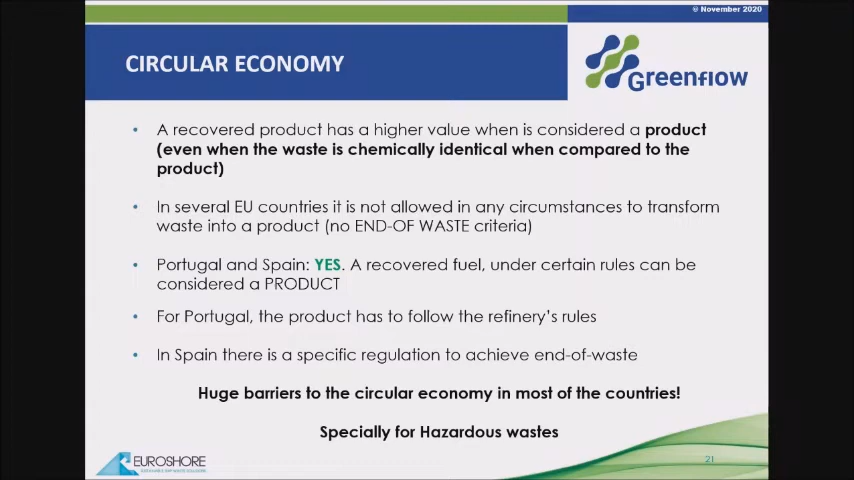 © November 2020
CIRCULAR ECONOMY
Greenflow
• A recovered product has a higher value when is considered a product
(even when the waste is chemically identical when compared to the
product)
• In several EU countries it is not allowed in any circumstances to transform
waste into a product (no END-OF WASTE criteria)
• Portugal and Spain: YES. A recovered fuel, under certain rules can be
considered a PRODUCT
• For Portugal, the product has to follow the refinery's rules
• In Spain there is a specific regulation to achieve end-of-waste
Huge barriers to the circular economy in most of the countries!
Specially for Hazardous wastes
EUROSHORE
21